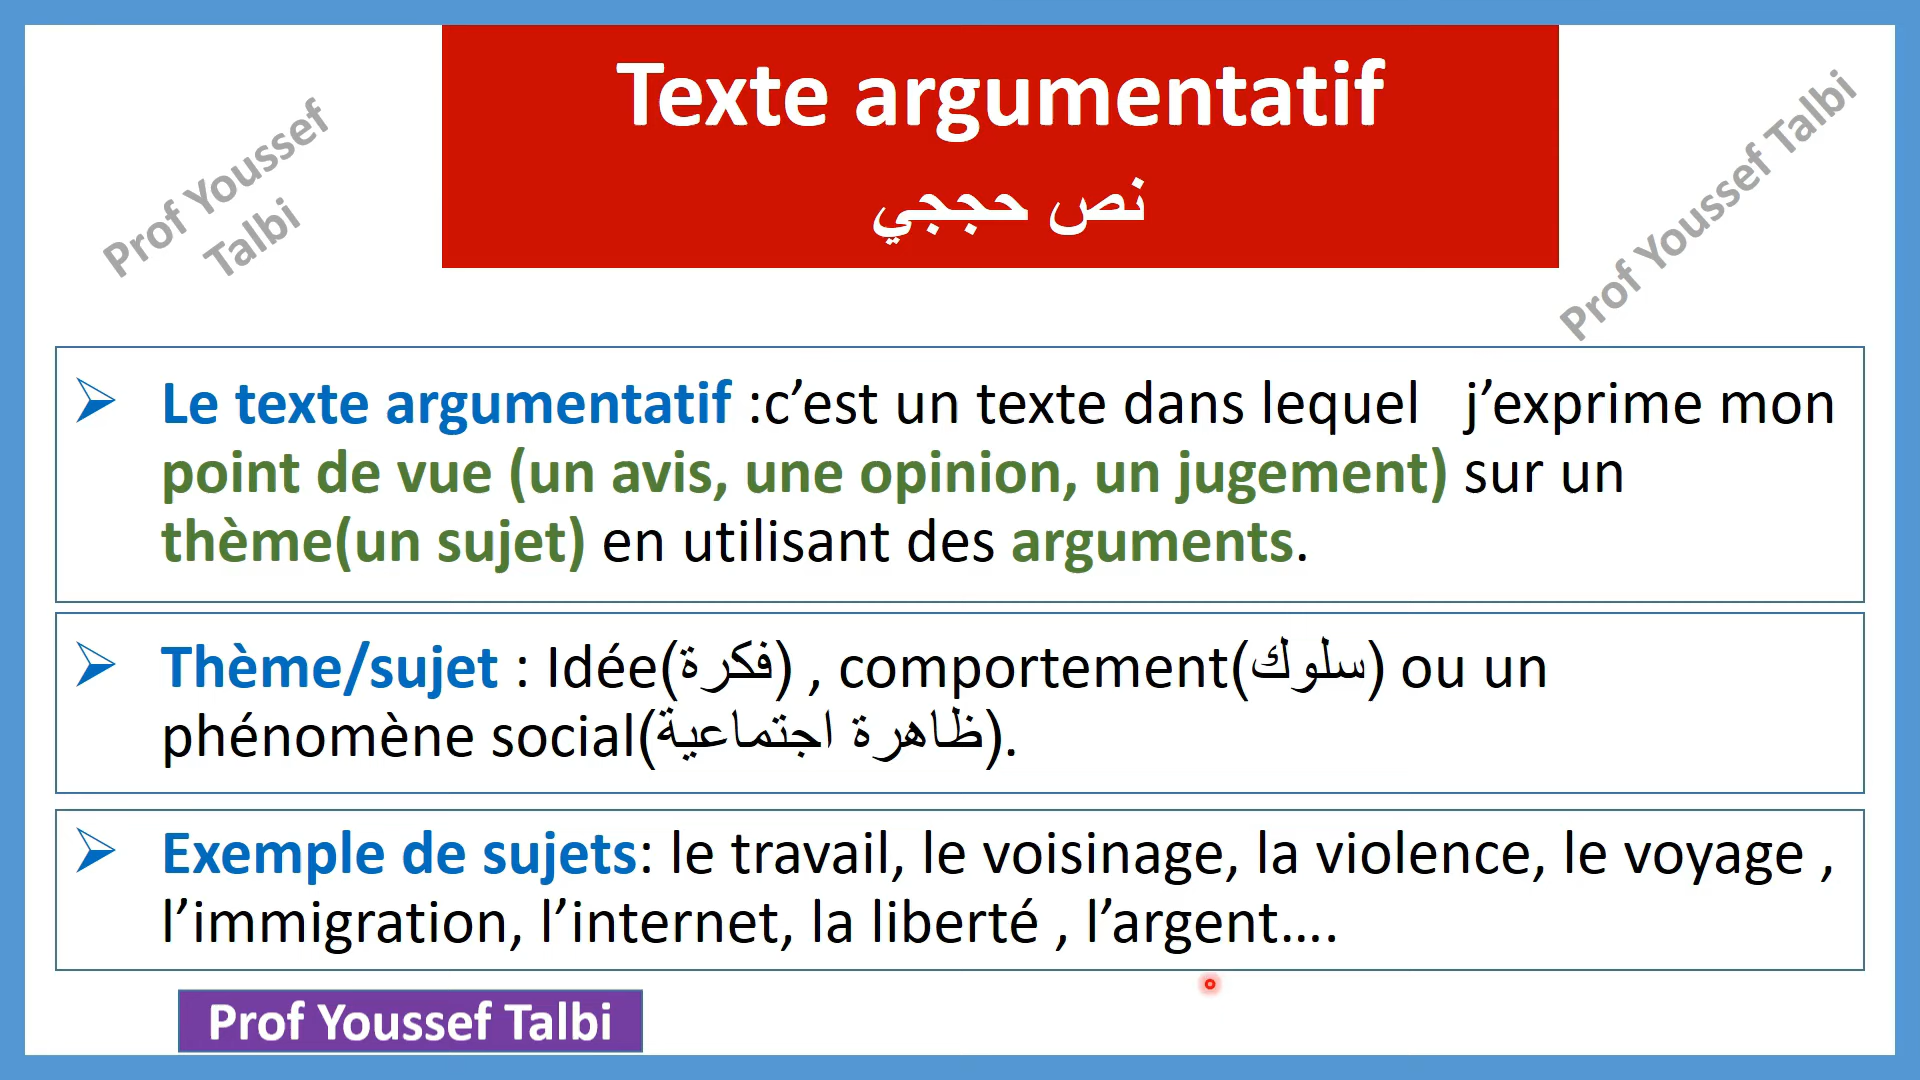 Texte argumentatif
نص حججي
Prof Youssef
Talbi
Prof Youssef Talbi
Le texte argumentatif :c’est un texte dans lequel j’exprime mon
point de vue (un avis, une opinion, un jugement) sur un
thème(un sujet) en utilisant des arguments.
Thème/sujet : Idée(فكرة) , comportement(سلوك) ou un
phénomène social(ظاهرة اجتماعية).
Exemple de sujets: le travail, le voisinage, la violence, le voyage ,
l’immigration, l’internet, la liberté , l’argent….
Prof Youssef Talbi